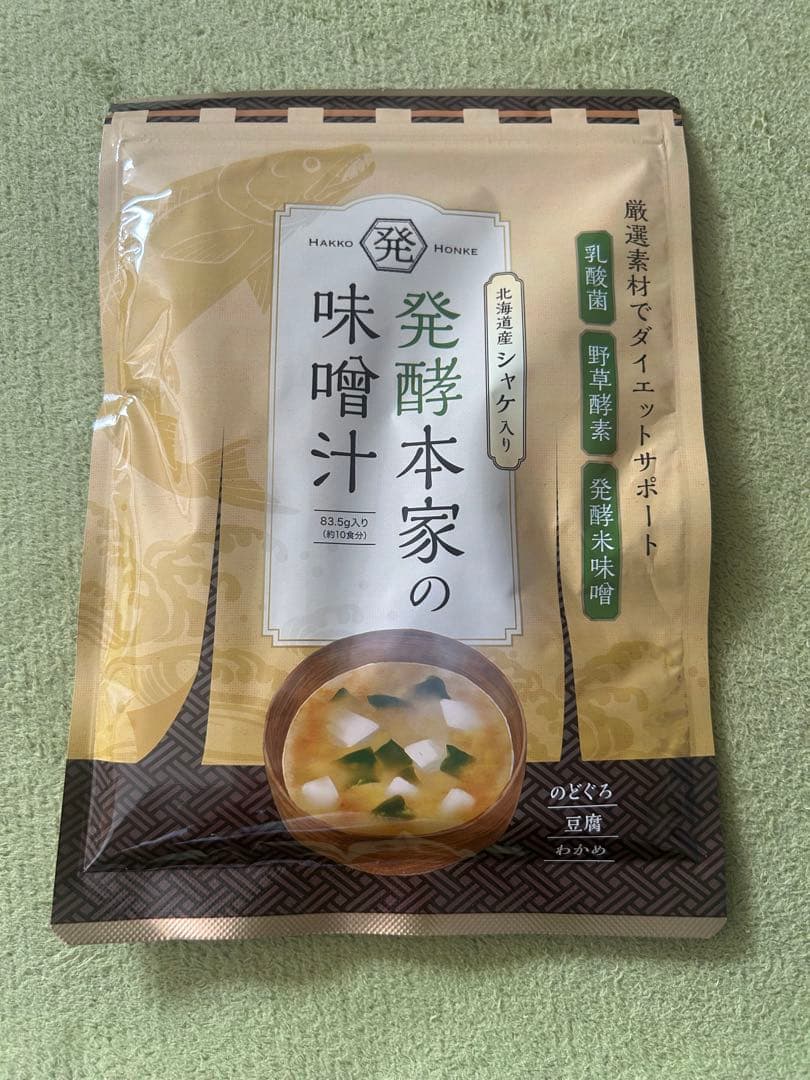 厳選素材でダイエットサポート
乳酸菌
野草酵素
発酵米味噌
HAKKO 発 HONKE
北海道産シャケ入り
発酵本家の
味噌汁
83.5g入り
(約10食分)
のどぐろ
豆腐
わかめ